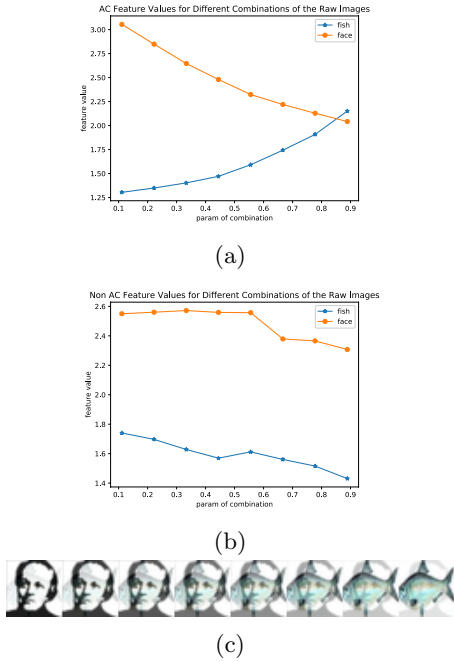 AC Feature Values for Different Combinations of the Raw Images
fish
face
3.00
2.75
2.50
2.25
2.00
1.75
1.50
1.25
feature value
0.1 0.2 0.3 0.4 0.5 0.6 0.7 0.8 0.9
param of combination
(a)
Non AC Feature Values for Different Combinations of the Raw Images
fish
face
2.6
2.4
2.2
2.0
1.8
1.6
1.4
feature value
0.1 0.2 0.3 0.4 0.5 0.6 0.7 0.8 0.9
param of combination
(b)
(c)